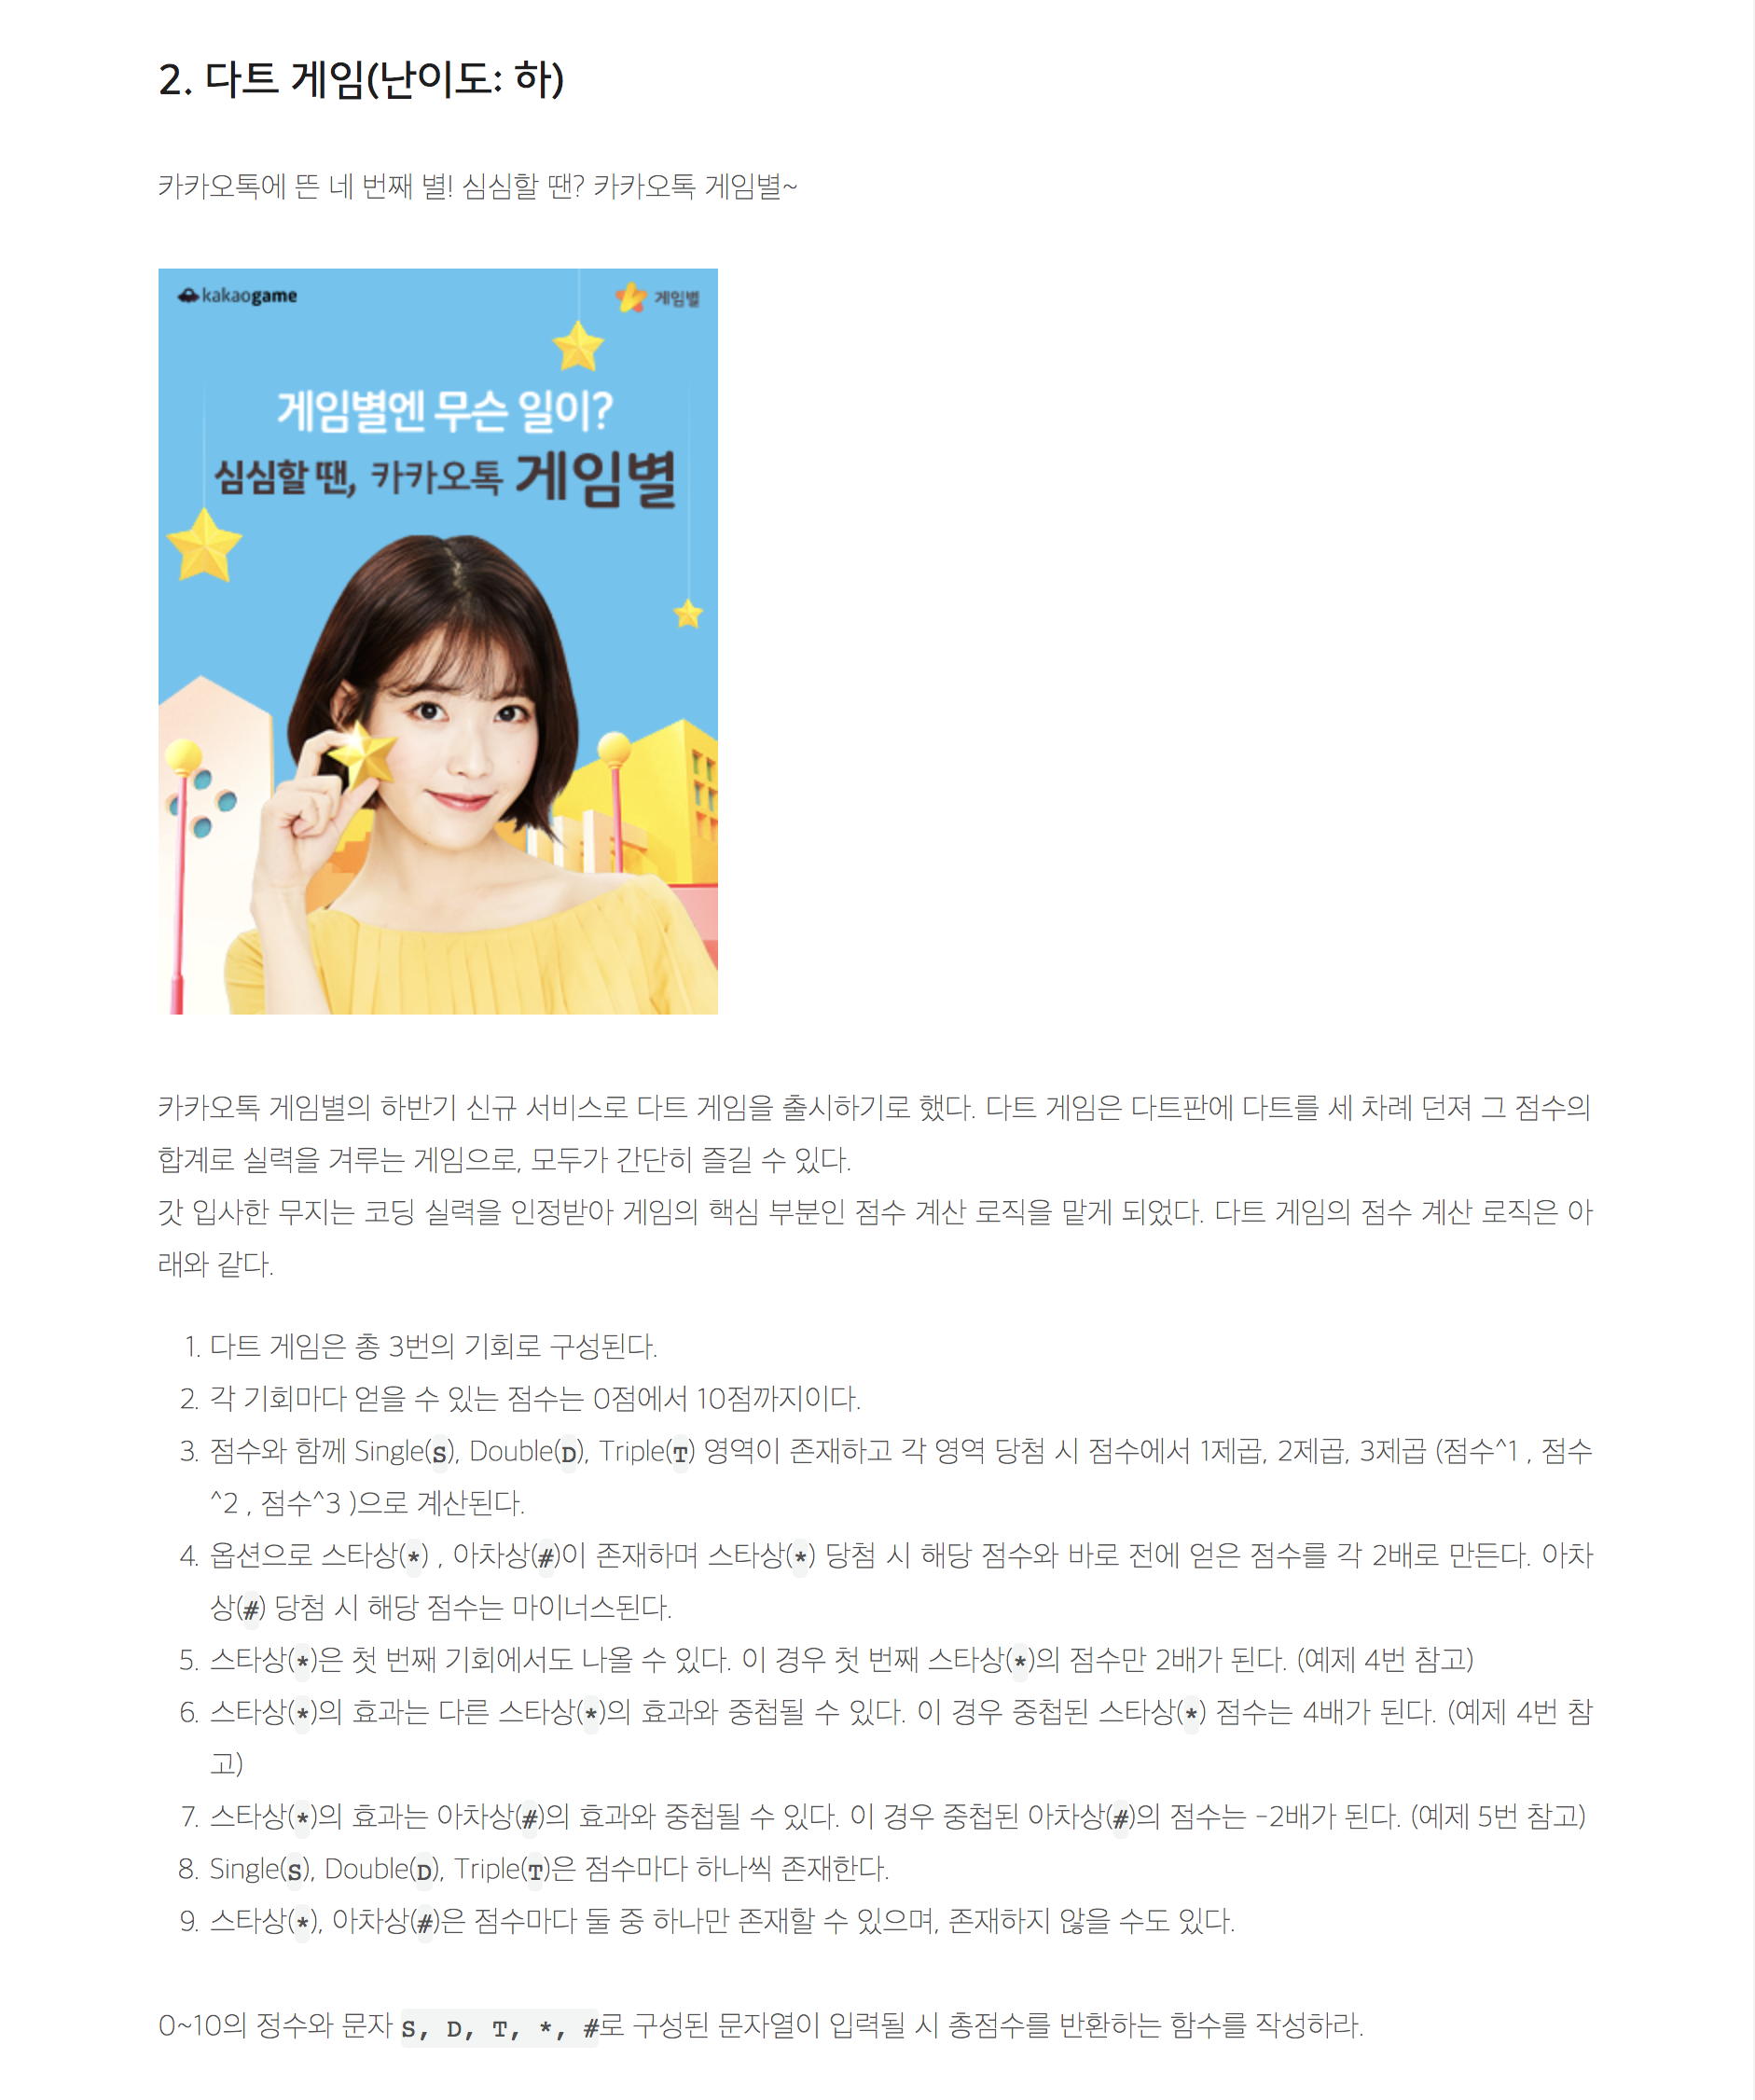 2. 다트 게임(난이도: 하)
카카오톡에 뜬 네 번째 별! 심심할 땐? 카카오톡 게임별~
kakaogame
게임별
게임별엔 무슨 일이?
심심할 땐, 카카오톡 게임별
카카오톡 게임별의 하반기 신규 서비스로 다트 게임을 출시하기로 했다. 다트 게임은 다트판에 다트를 세 차례 던져 그 점수의
합계로 실력을 겨루는 게임으로, 모두가 간단히 즐길 수 있다.
갓 입사한 무지는 코딩 실력을 인정받아 게임의 핵심 부분인 점수 계산 로직을 맡게 되었다. 다트 게임의 점수 계산 로직은 아
래와 같다.
1. 다트 게임은 총 3번의 기회로 구성된다.
2. 각 기회마다 얻을 수 있는 점수는 0점에서 10점까지이다.
3. 점수와 함께 Single(S), Double(D), Triple(T) 영역이 존재하고 각 영역 당첨 시 점수에서 1제곱, 2제곱, 3제곱 (점수^1 , 점수
^2 , 점수^3 )으로 계산된다.
4. 옵션으로 스타상(*) , 아차상(#)이 존재하며 스타상(*) 당첨 시 해당 점수와 바로 전에 얻은 점수를 각 2배로 만든다. 아차
상(#) 당첨 시 해당 점수는 마이너스된다.
5. 스타상(*)은 첫 번째 기회에서도 나올 수 있다. 이 경우 첫 번째 스타상(*)의 점수만 2배가 된다. (예제 4번 참고)
6. 스타상(*)의 효과는 다른 스타상(*)의 효과와 중첩될 수 있다. 이 경우 중첩된 스타상(*) 점수는 4배가 된다. (예제 4번 참
고)
7. 스타상(*)의 효과는 아차상(#)의 효과와 중첩될 수 있다. 이 경우 중첩된 아차상(#)의 점수는 -2배가 된다. (예제 5번 참고)
8. Single(S), Double(D), Triple(T)은 점수마다 하나씩 존재한다.
9. 스타상(*), 아차상(#)은 점수마다 둘 중 하나만 존재할 수 있으며, 존재하지 않을 수도 있다.
0~10의 정수와 문자 S, D, T, *, #로 구성된 문자열이 입력될 시 총점수를 반환하는 함수를 작성하라.